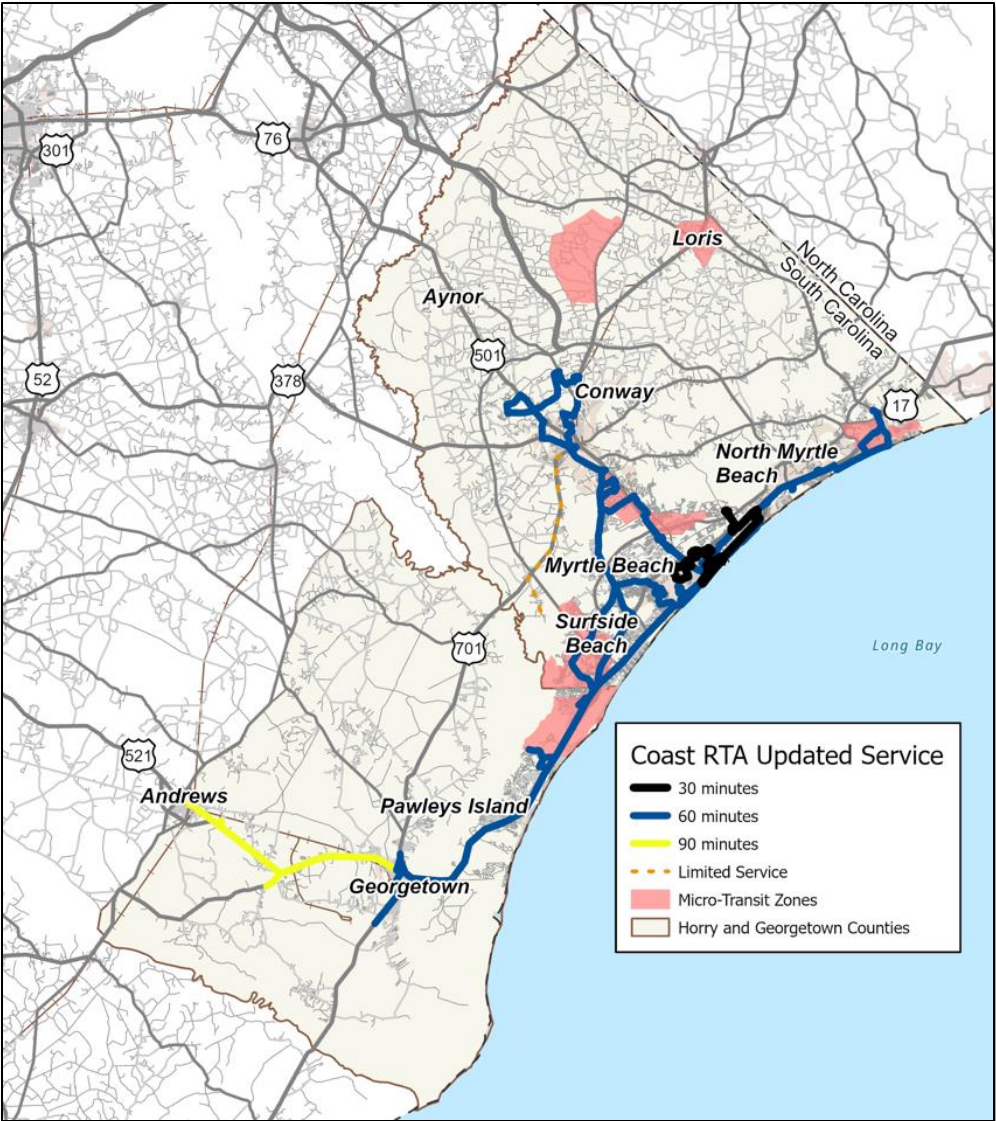 301
76
Loris
North Carolina
South Carolina
Aynor
501
52
378
Conway
17
North Myrtle
Beach
Myrtle Beach
Surfside
Beach
701
Long Bay
521
Andrews
Pawleys Island
Georgetown
Coast RTA Updated Service
30 minutes
60 minutes
90 minutes
Limited Service
Micro-Transit Zones
Horry and Georgetown Counties